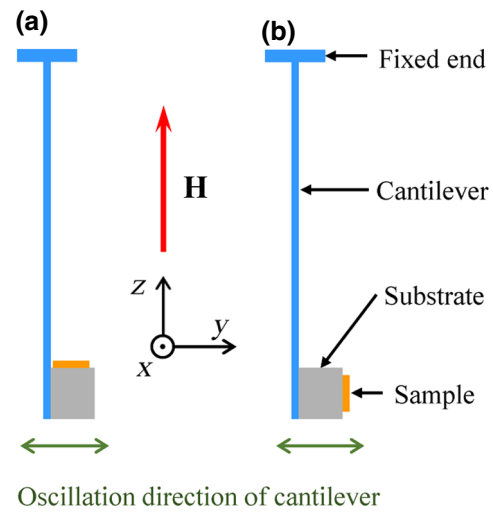 (a)
(b)
Fixed end
H
Cantilever
z
y
x
Substrate
Sample
Oscillation direction of cantilever